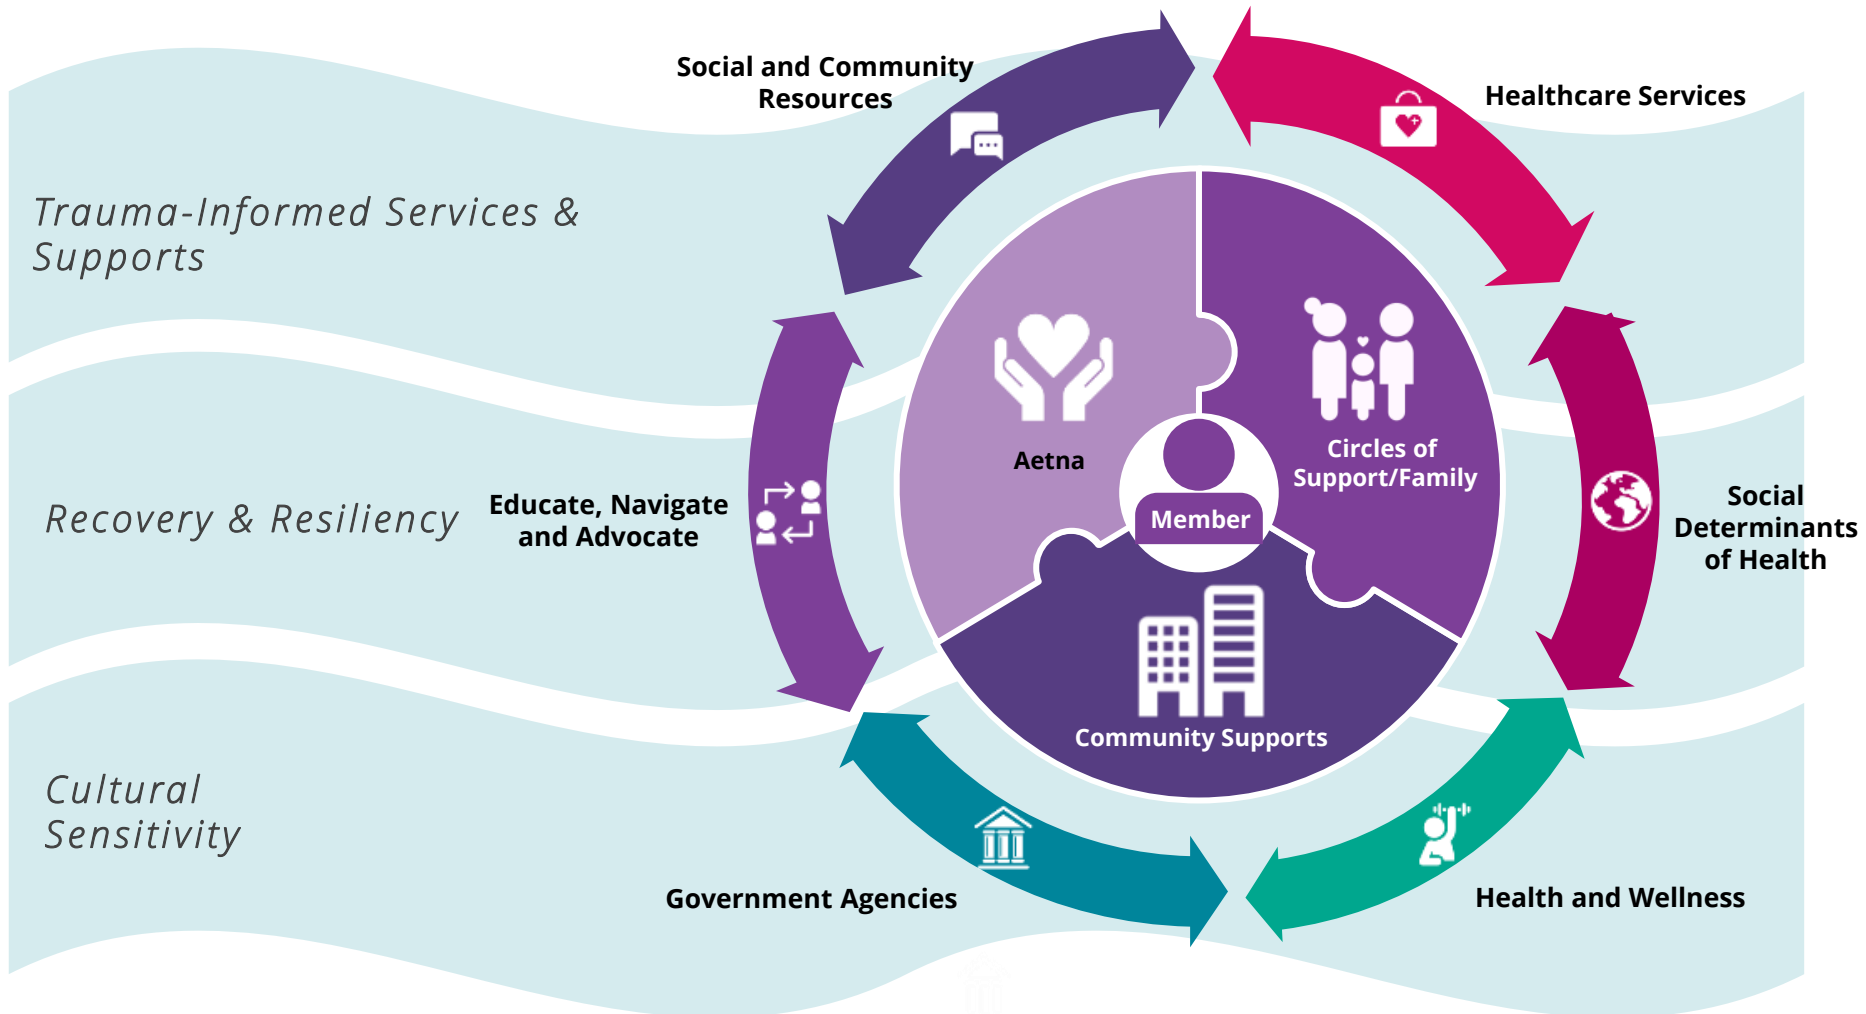 Social and Community
Resources
Healthcare Services
Trauma-Informed Services &
Supports
Aetna
Circles of
Support/Family
Member
Recovery & Resiliency
Educate, Navigate
and Advocate
Social
Determinants
of Health
Community Supports
Cultural
Sensitivity
Government Agencies
Health and Wellness